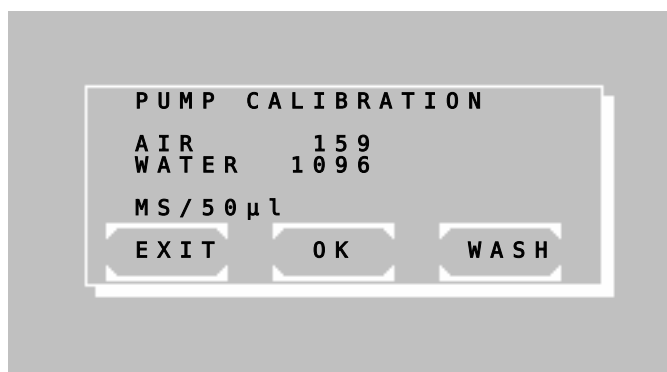 PUMP CALIBRATION
AIR 159
WATER 1096
MS/50µl
EXIT OK WASH